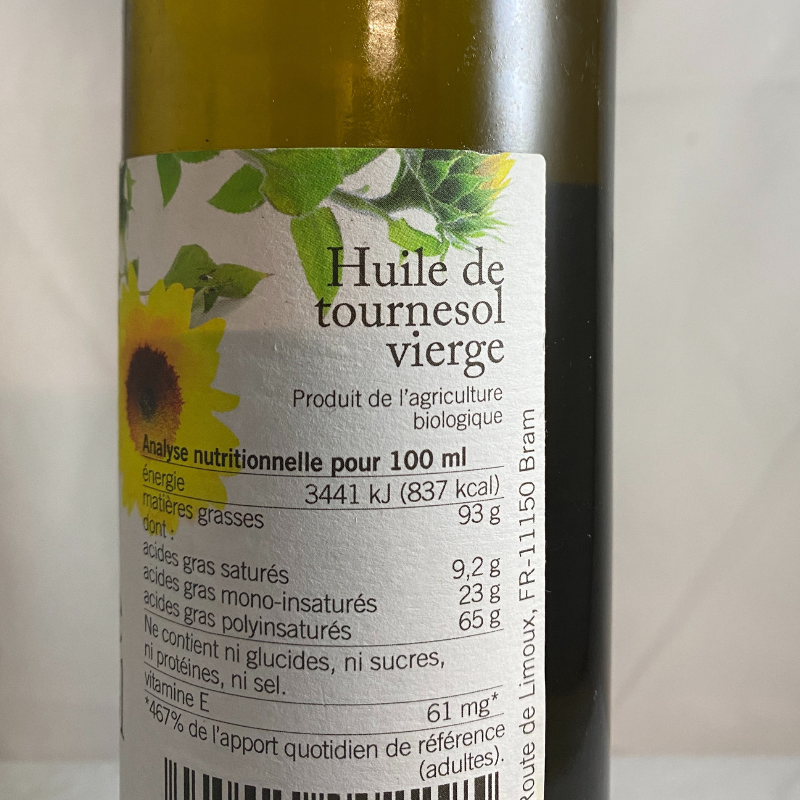 Huile de
tournesol
vierge
Produit de l'agriculture
biologique
Analyse nutritionnelle pour 100 ml
énergie 3441 kJ (837 kcal)
matières grasses 93 g
dont :
acides gras saturés 9,2 g
acides gras mono-insaturés 23 g
acides gras polyinsaturés 65 g
Ne contient ni glucides, ni sucres,
ni protéines, ni sel.
vitamine E 61 mg*
*467% de l'apport quotidien de référence
(adultes).
Route de Limoux, FR-11150 Bram